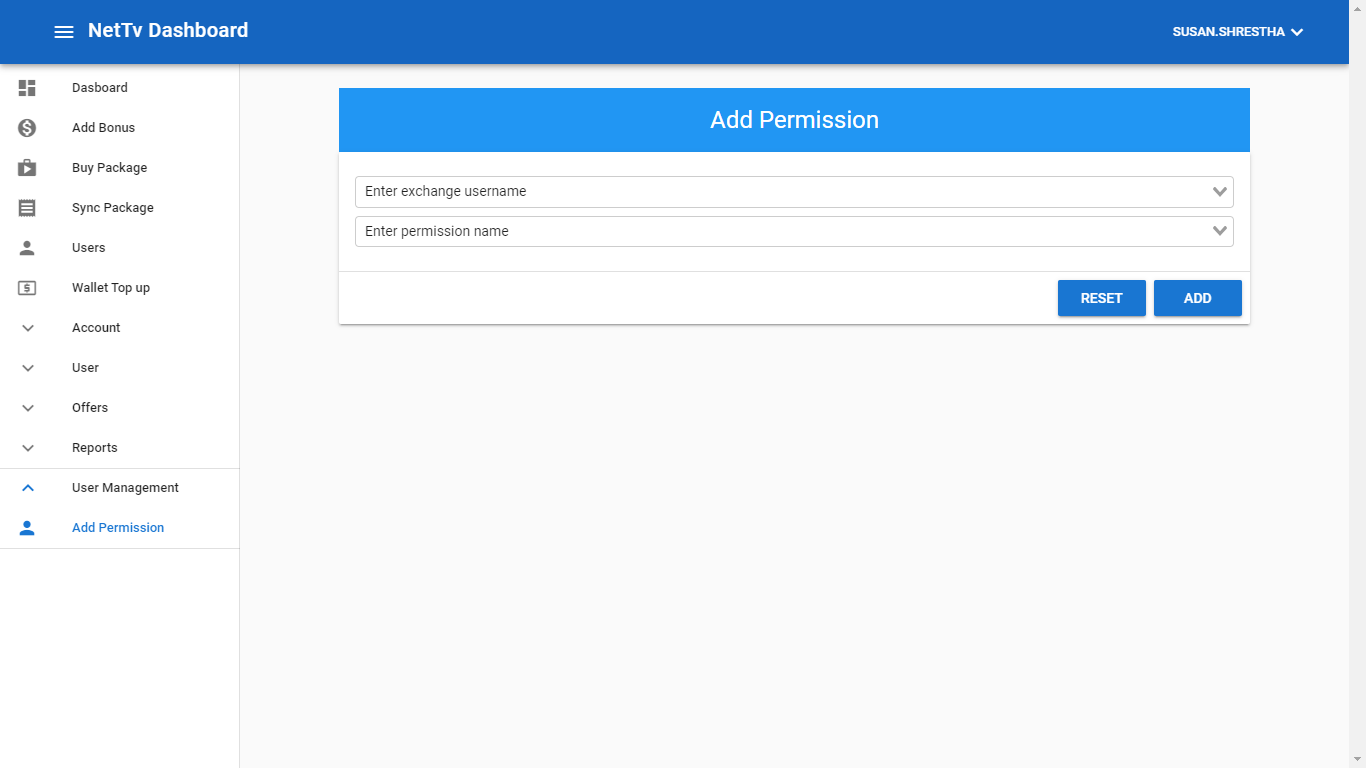 NetTv Dashboard
SUSAN.SHRESTHA
Dasboard
Add Bonus
Buy Package
Sync Package
Users
Wallet Top up
Account
User
Offers
Reports
User Management
Add Permission
Add Permission
Enter exchange username
Enter permission name
RESET
ADD